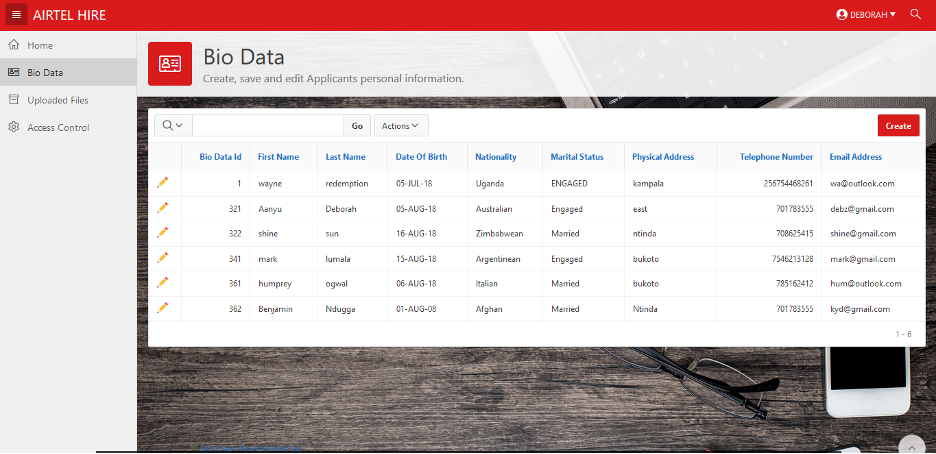 AIRTEL HIRE
DEBORAH
Home
Bio Data
Uploaded Files
Access Control
Bio Data
Create, save and edit Applicants personal information.
Go Actions Create
Bio Data Id First Name Last Name Date Of Birth Nationality Marital Status Physical Address Telephone Number Email Address
1 wayne redemption 05-JUL-18 Uganda ENGAGED kampala 256754468261 wa@outlook.com
321 Aanyu Deborah 05-AUG-18 Australian Engaged east 701783555 debz@gmail.com
322 shine sun 16-AUG-18 Zimbabwean Married ntinda 708625415 shine@gmail.com
341 mark lumala 15-AUG-18 Argentinean Engaged bukoto 7546213128 mark@gmail.com
361 humprey ogwal 06-AUG-18 Italian Married bukoto 785162412 hum@outlook.com
362 Benjamin Ndugga 01-AUG-08 Afghan Married Ntinda 701783555 kyd@gmail.com
1 - 6